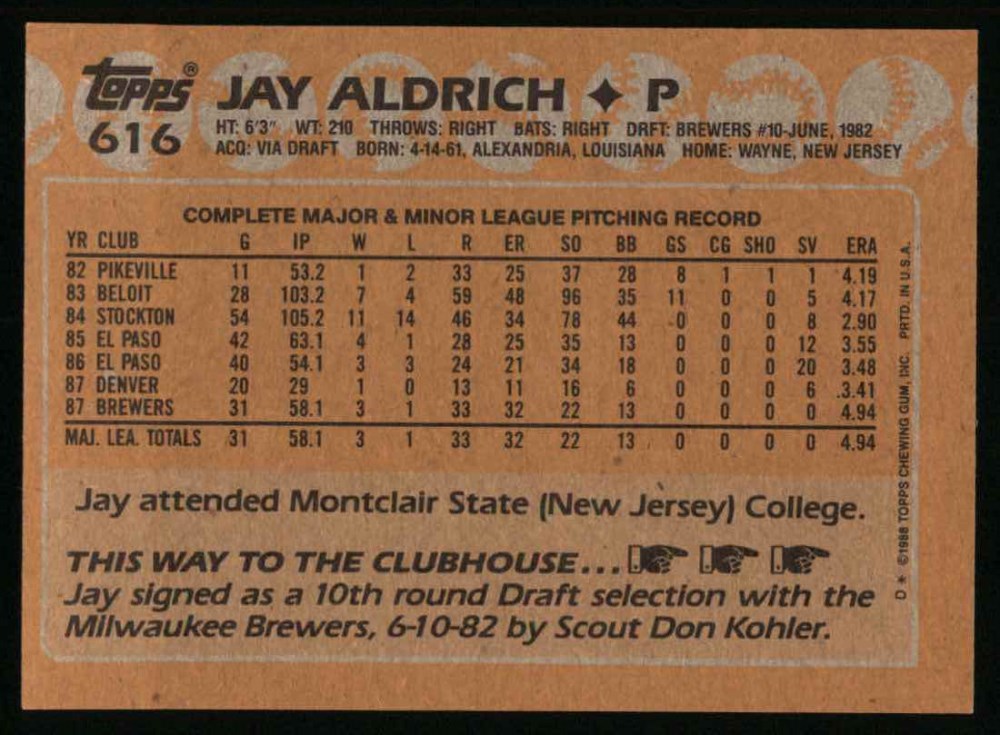 Topps® JAY ALDRICH ✦ P
616 HT: 6'3" WT: 210 THROWS: RIGHT BATS: RIGHT DRFT: BREWERS #10-JUNE, 1982
ACQ: VIA DRAFT BORN: 4-14-61, ALEXANDRIA, LOUISIANA HOME: WAYNE, NEW JERSEY
COMPLETE MAJOR & MINOR LEAGUE PITCHING RECORD
YR CLUB G IP W L R ER SO BB GS CG SHO SV ERA
82 PIKEVILLE 11 53.2 1 2 33 25 37 28 8 1 1 1 4.19
83 BELOIT 28 103.2 7 4 59 48 96 35 11 0 0 5 4.17
84 STOCKTON 54 105.2 11 14 46 34 78 44 0 0 0 8 2.90
85 EL PASO 42 63.1 4 1 28 25 35 13 0 0 0 12 3.55
86 EL PASO 40 54.1 3 3 24 21 34 18 0 0 0 20 3.48
87 DENVER 20 29 1 0 13 11 16 6 0 0 0 6 3.41
87 BREWERS 31 58.1 3 1 33 32 22 13 0 0 0 0 4.94
MAJ. LEA. TOTALS 31 58.1 3 1 33 32 22 13 0 0 0 0 4.94
Jay attended Montclair State (New Jersey) College.
THIS WAY TO THE CLUBHOUSE...
Jay signed as a 10th round Draft selection with the
Milwaukee Brewers, 6-10-82 by Scout Don Kohler.
D* ©1988 TOPPS CHEWING GUM, INC. PRTD. IN U.S.A.